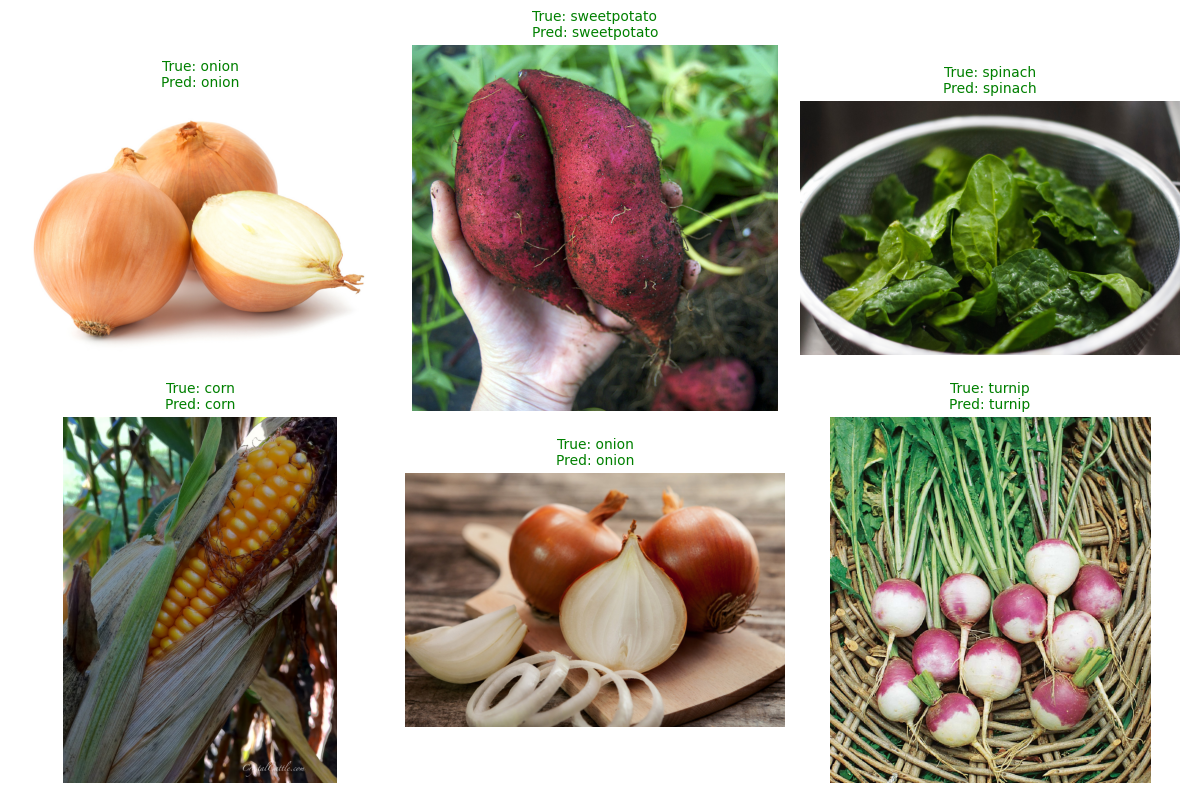 True: onion
Pred: onion
True: sweetpotato
Pred: sweetpotato
True: spinach
Pred: spinach
True: corn
Pred: corn
True: onion
Pred: onion
True: turnip
Pred: turnip